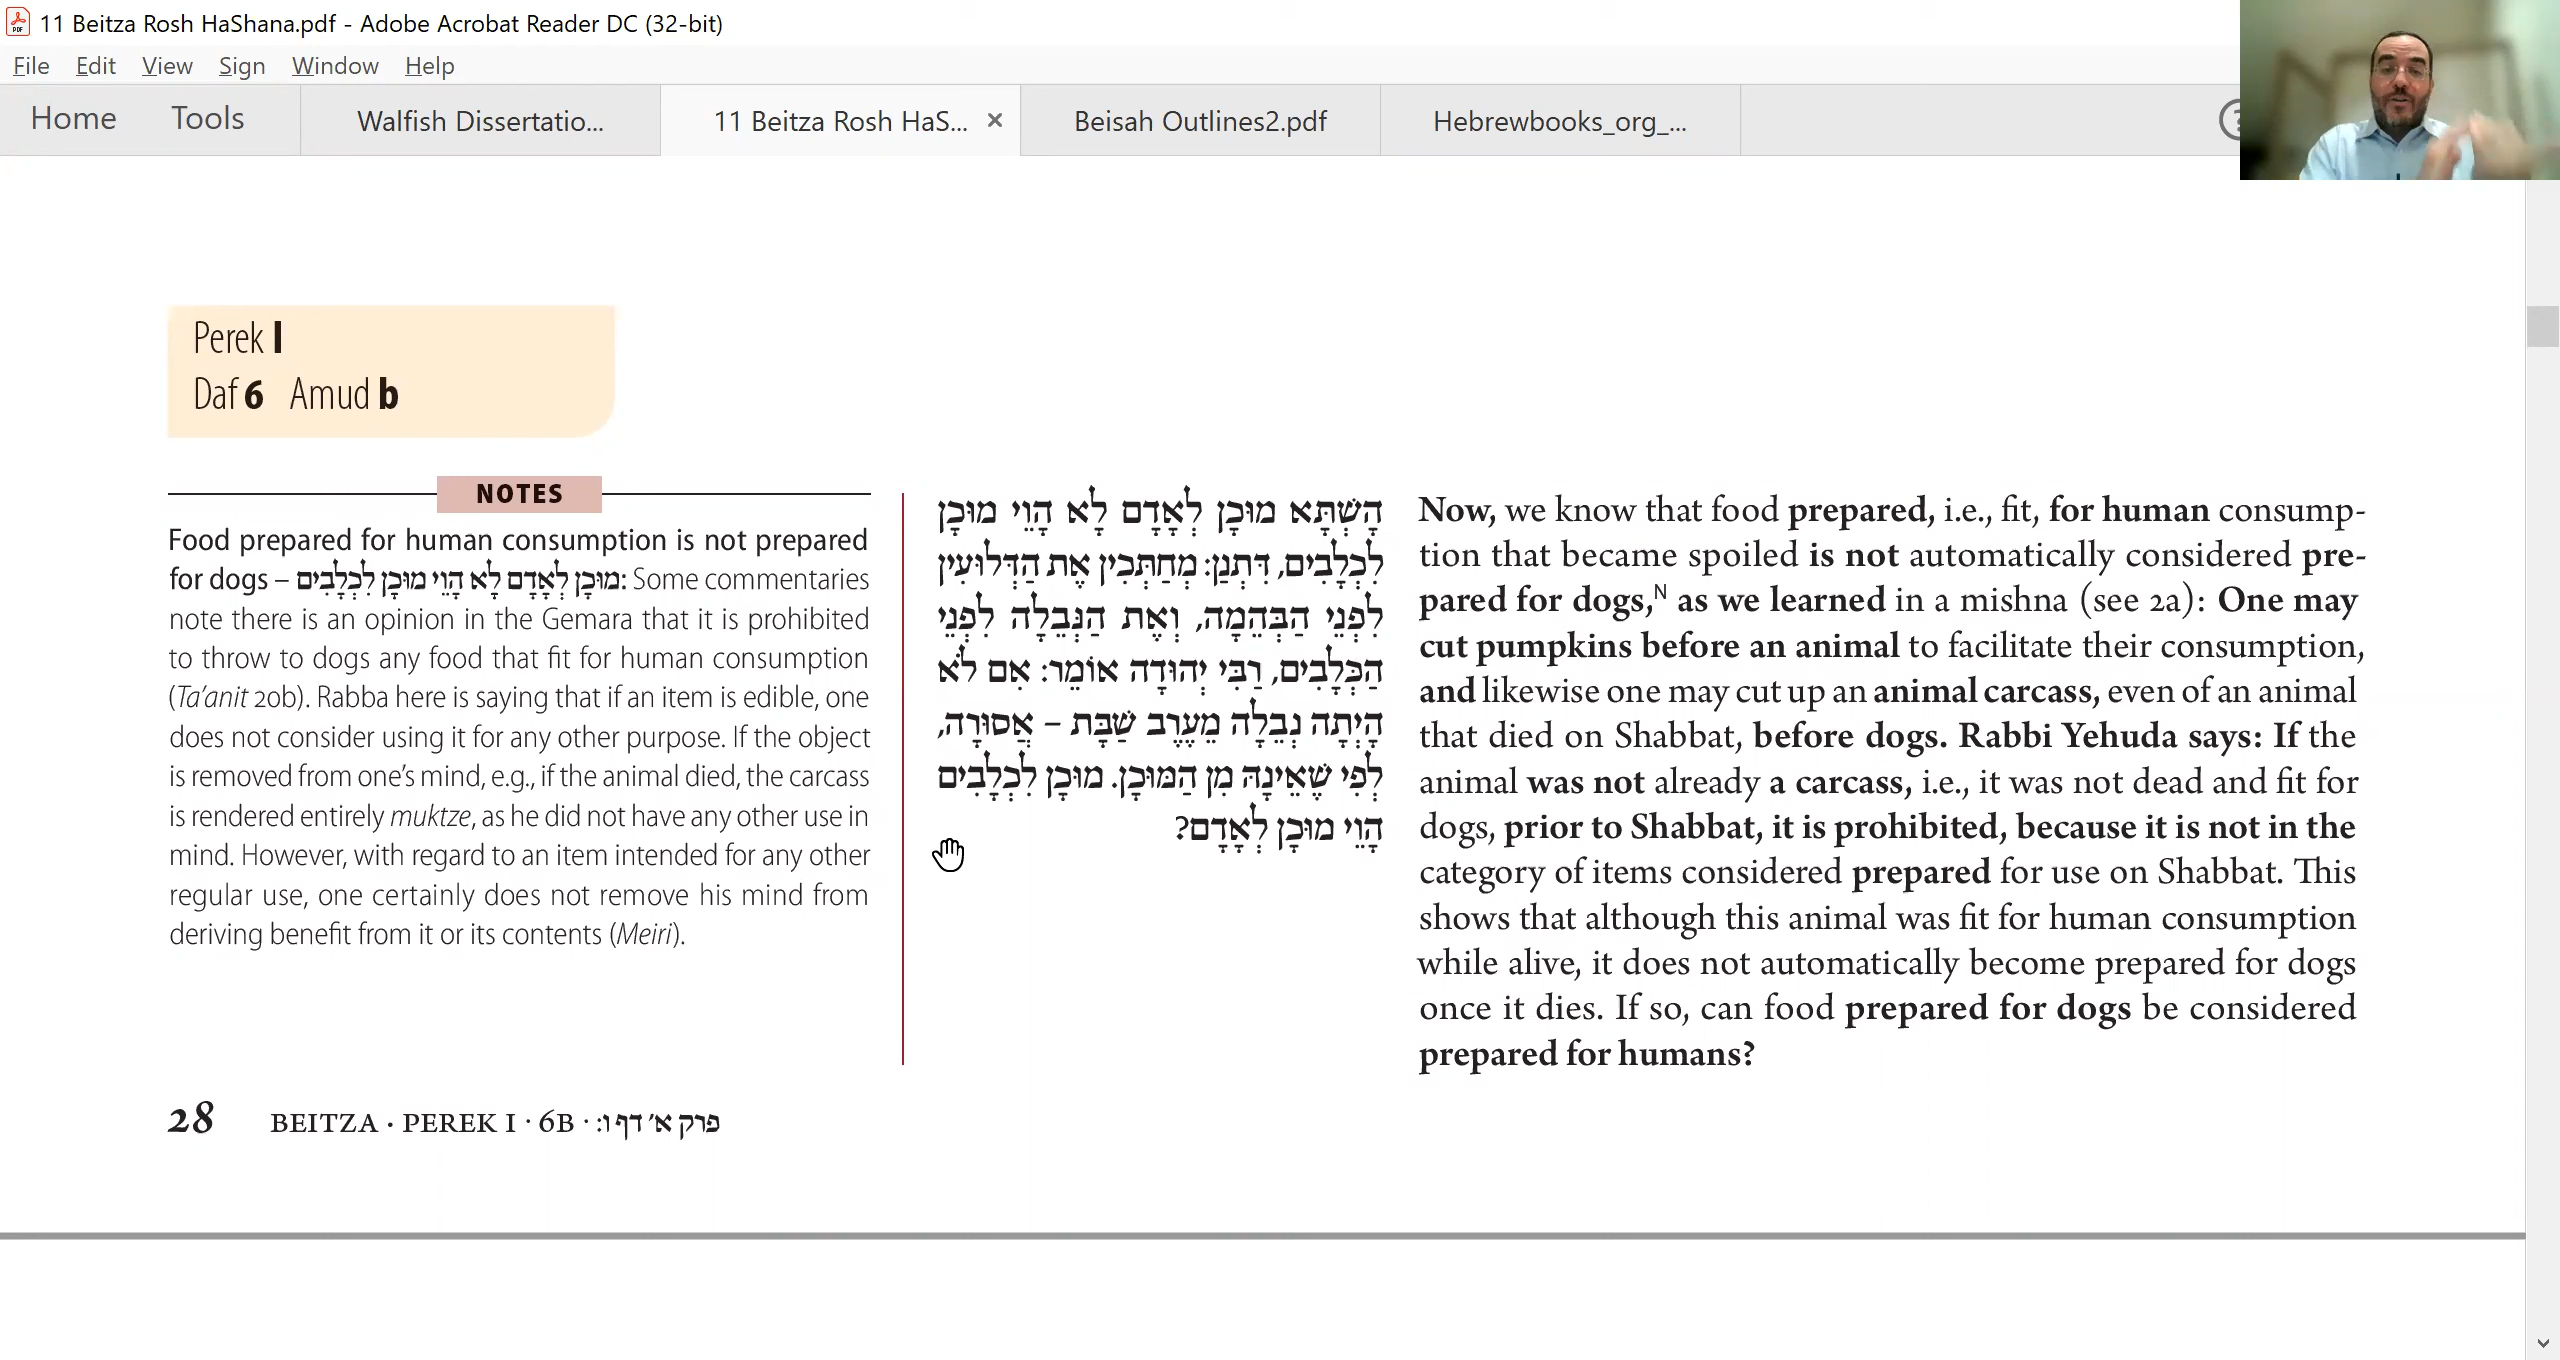 11 Beitza Rosh HaShana.pdf - Adobe Acrobat Reader DC (32-bit)
File Edit View Sign Window Help
Home Tools Walfish Dissertatio... 11 Beitza Rosh HaS... × Beisah Outlines2.pdf Hebrewbooks_org_...
Perek I
Daf 6 Amud b
NOTES
Food prepared for human consumption is not prepared
for dogs – מוּכָן לְאָדָם לָא הָוֵי מוּכָן לִכְלָבִים: Some commentaries
note there is an opinion in the Gemara that it is prohibited
to throw to dogs any food that fit for human consumption
(Ta'anit 20b). Rabba here is saying that if an item is edible, one
does not consider using it for any other purpose. If the object
is removed from one's mind, e.g., if the animal died, the carcass
is rendered entirely muktze, as he did not have any other use in
mind. However, with regard to an item intended for any other
regular use, one certainly does not remove his mind from
deriving benefit from it or its contents (Meiri).
הָשְׁתָּא מוּכָן לְאָדָם לָא הָוֵי מוּכָן
לִכְלָבִים, דִּתְנַן: מְחַתְּכִין אֶת הַדְּלוּעִין
לִפְנֵי הַבְּהֵמָה, וְאֶת הַנְּבֵלָה לִפְנֵי
הַכְּלָבִים, רַבִּי יְהוּדָה אוֹמֵר: אִם לֹא
הָיְתָה נְבֵלָה מֵעֶרֶב שַׁבָּת – אֲסוּרָה,
לְפִי שֶׁאֵינָהּ מִן הַמּוּכָן. מוּכָן לִכְלָבִים
הָוֵי מוּכָן לְאָדָם?
Now, we know that food prepared, i.e., fit, for human consump-
tion that became spoiled is not automatically considered pre-
pared for dogs,N as we learned in a mishna (see 2a): One may
cut pumpkins before an animal to facilitate their consumption,
and likewise one may cut up an animal carcass, even of an animal
that died on Shabbat, before dogs. Rabbi Yehuda says: If the
animal was not already a carcass, i.e., it was not dead and fit for
dogs, prior to Shabbat, it is prohibited, because it is not in the
category of items considered prepared for use on Shabbat. This
shows that although this animal was fit for human consumption
while alive, it does not automatically become prepared for dogs
once it dies. If so, can food prepared for dogs be considered
prepared for humans?
28 BEITZA · PEREK I · 6B · פרק א׳ דף ו: